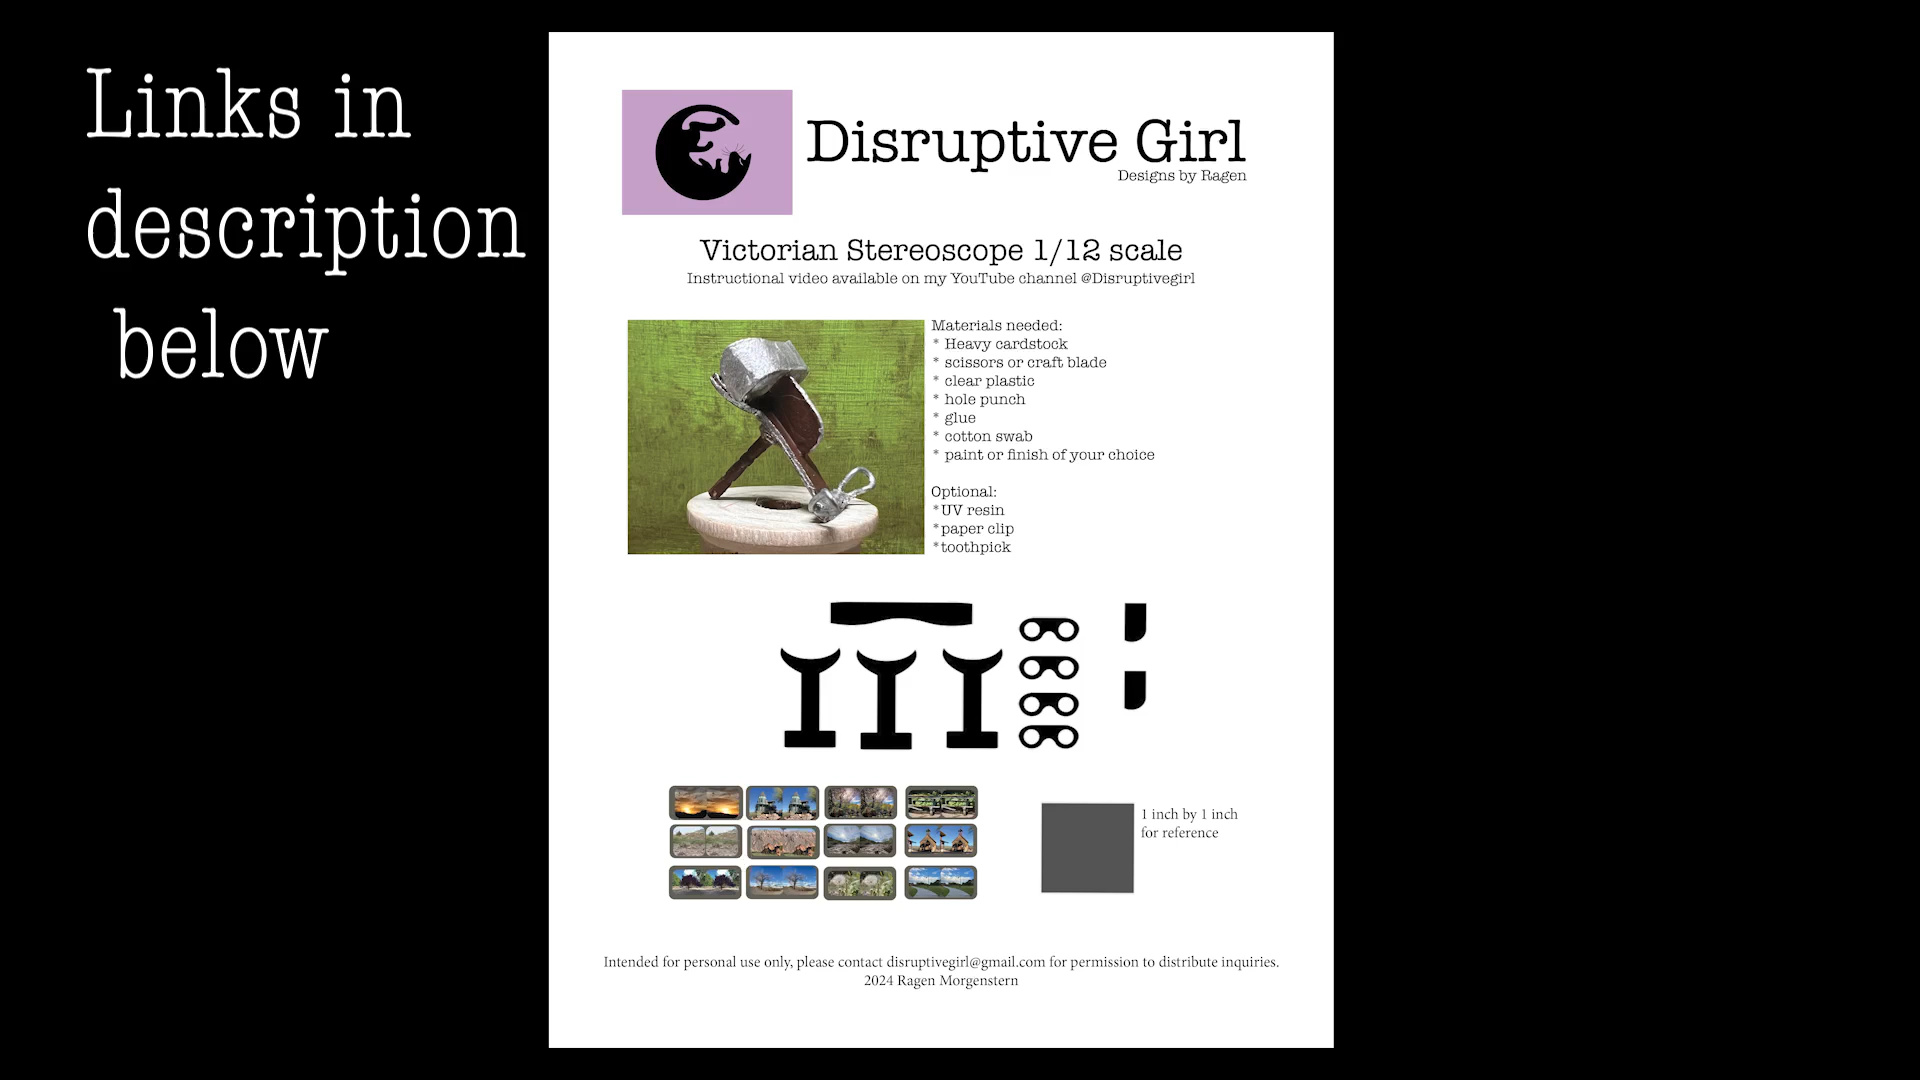 Links in
description
below
Disruptive Girl
Designs by Ragen
Victorian Stereoscope 1/12 scale
Instructional video available on my YouTube channel @Disruptivegirl
Materials needed:
* Heavy cardstock
* scissors or craft blade
* clear plastic
* hole punch
* glue
* cotton swab
* paint or finish of your choice
Optional:
*UV resin
*paper clip
*toothpick
1 inch by 1 inch
for reference
Intended for personal use only, please contact disruptivegirl@gmail.com for permission to distribute inquiries.
2024 Ragen Morgenstern